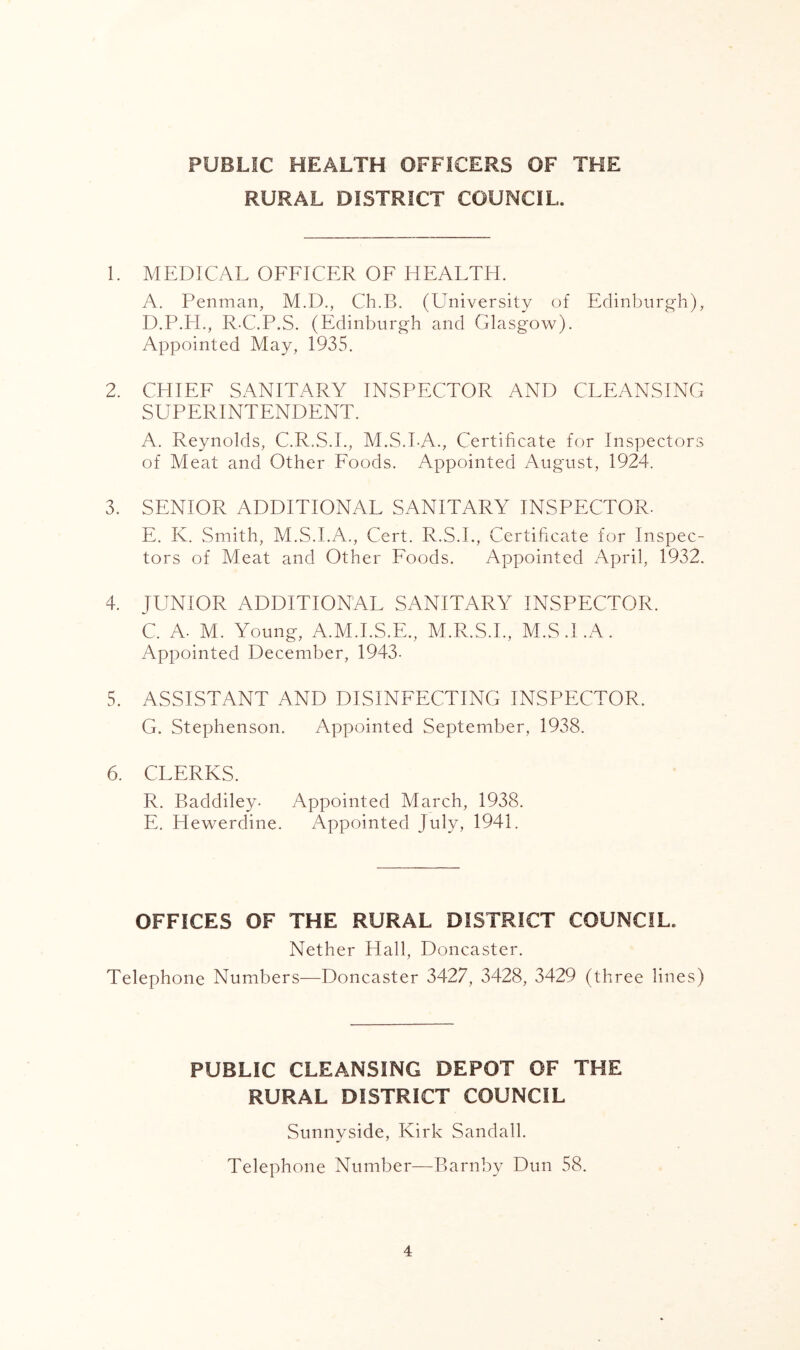 PUBLIC HEALTH OFFICERS OF THE
RURAL DISTRICT COUNCIL.
1. MEDICAL OFFICER OF HEALTH.
A. Penman, M.D., Ch.B. (University of Edinburgh),
D.P.H., R.C.P.S. (Edinburgh and Glasgow).
Appointed May, 1935.
2. CHIEF SANITARY INSPECTOR AND CLEANSING
SUPERINTENDENT.
A. Reynolds, C.R.S.I., M.S.I.A., Certificate for Inspectors
of Meat and Other Foods. Appointed August, 1924.
3. SENIOR ADDITIONAL SANITARY INSPECTOR.
E. K. Smith, M.S.I.A., Cert. R.S.I., Certificate for Inspec-
tors of Meat and Other Foods. Appointed April, 1932.
4. JUNIOR ADDITIONAL SANITARY INSPECTOR.
C. A. M. Young, A.M.I.S.E., M.R.S.I., M.S.I.A.
Appointed December, 1943.
5. ASSISTANT AND DISINFECTING INSPECTOR.
G. Stephenson. Appointed September, 1938.
6. CLERKS.
R. Baddiley. Appointed March, 1938.
E. Hewerdine. Appointed July, 1941.
OFFICES OF THE RURAL DISTRICT COUNCIL.
Nether Hall, Doncaster.
Telephone Numbers—Doncaster 3427, 3428, 3429 (three lines)
PUBLIC CLEANSING DEPOT OF THE
RURAL DISTRICT COUNCIL
Sunnyside, Kirk Sandall.
Telephone Number—Barnby Dun 58.
4